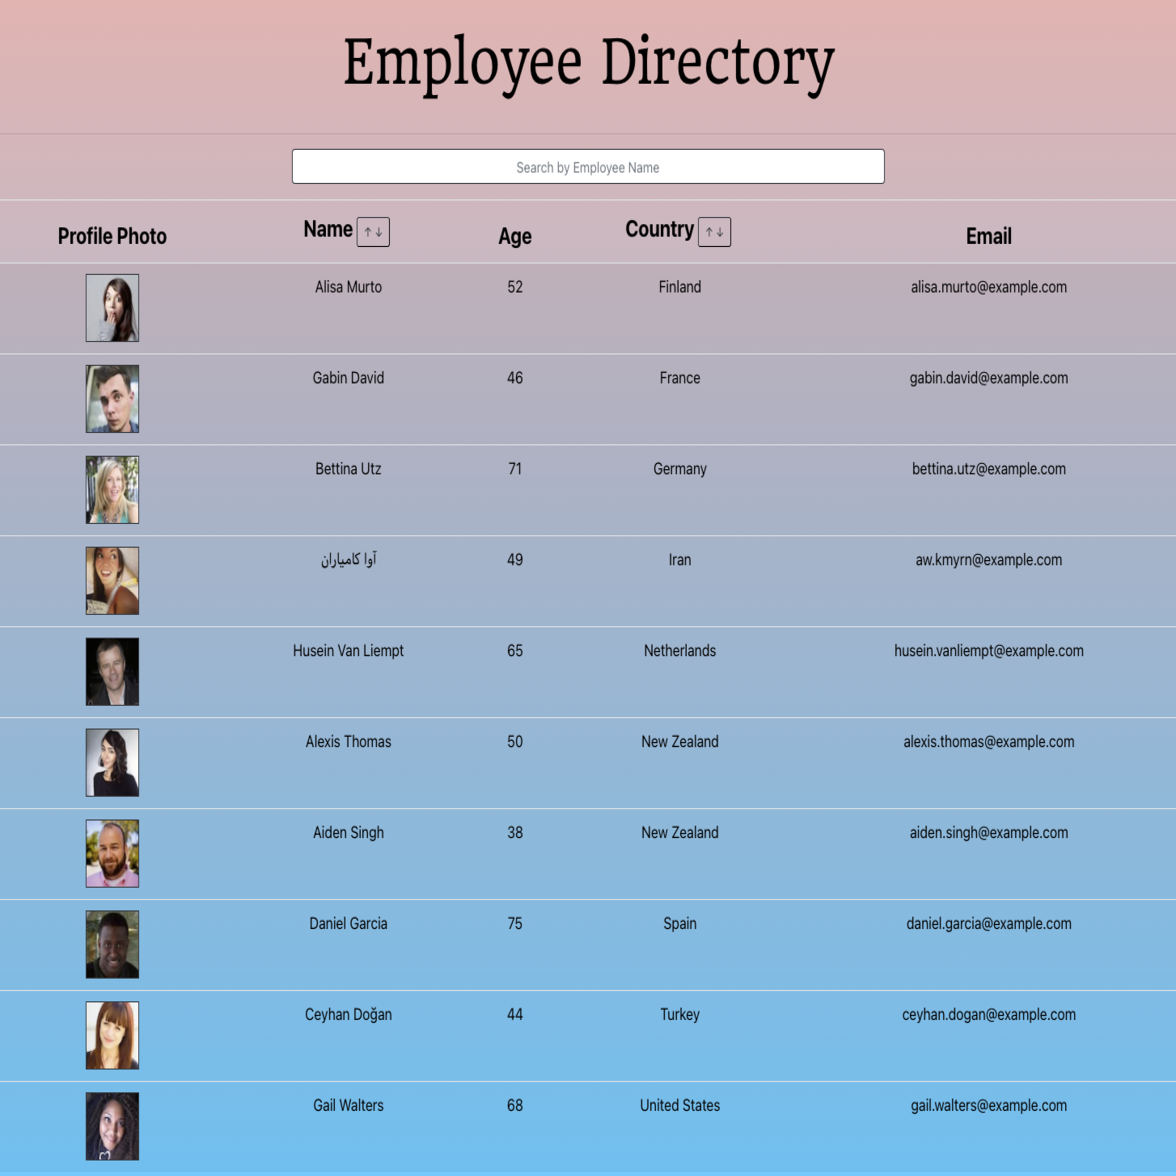 Employee Directory
Search by Employee Name
Profile Photo Name ↑↓ Age Country ↑↓ Email
Alisa Murto 52 Finland alisa.murto@example.com
Gabin David 46 France gabin.david@example.com
Bettina Utz 71 Germany bettina.utz@example.com
آوا کامیاران 49 Iran aw.kmyrn@example.com
Husein Van Liempt 65 Netherlands husein.vanliempt@example.com
Alexis Thomas 50 New Zealand alexis.thomas@example.com
Aiden Singh 38 New Zealand aiden.singh@example.com
Daniel Garcia 75 Spain daniel.garcia@example.com
Ceyhan Doğan 44 Turkey ceyhan.dogan@example.com
Gail Walters 68 United States gail.walters@example.com